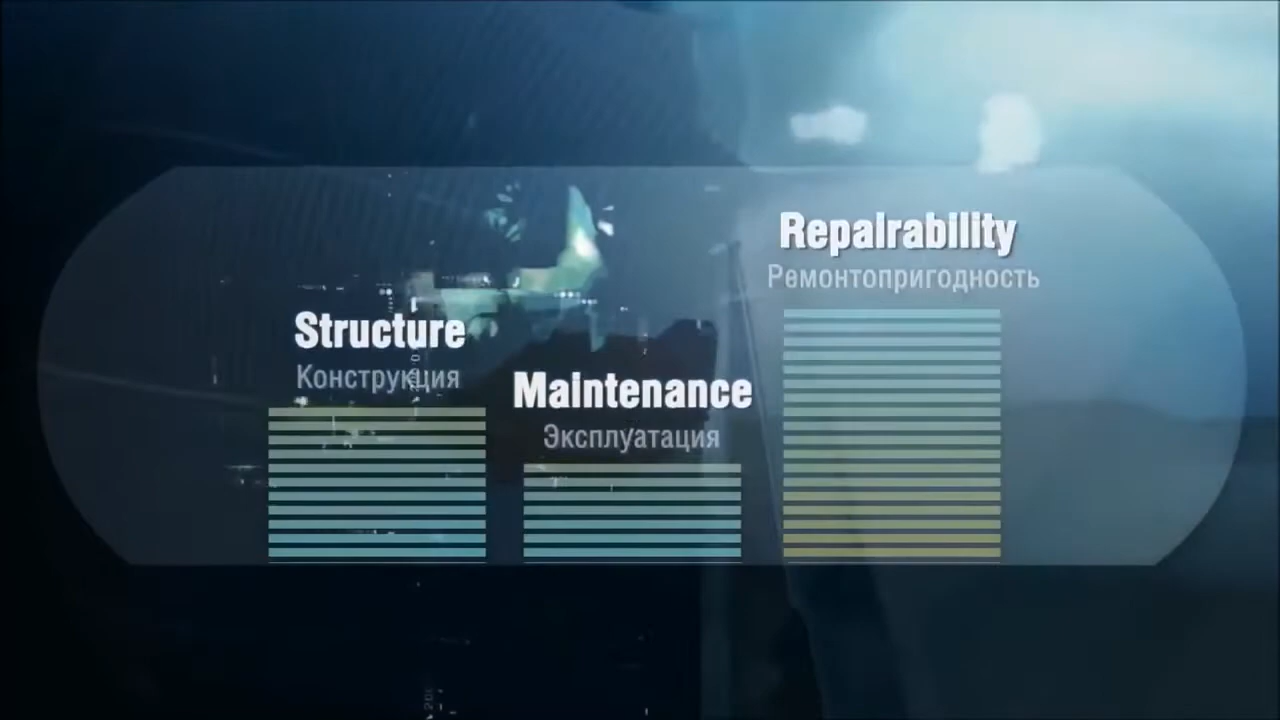 Repairability
Ремонтопригодность
Structure
Конструкция
Maintenance
Эксплуатация